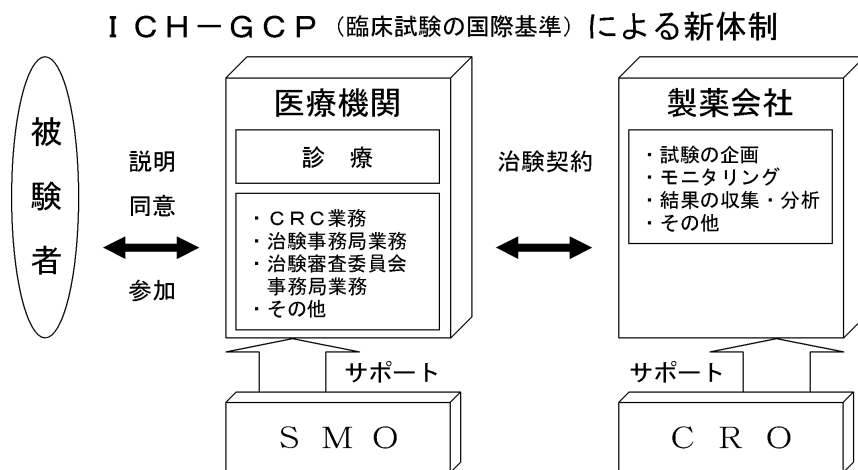 ＩＣＨ－ＧＣＰ（臨床試験の国際基準）による新体制
被験者
説明
同意
参加
医療機関
診　療
・ＣＲＣ業務
・治験事務局業務
・治験審査委員会
事務局業務
・その他
治験契約
製薬会社
・試験の企画
・モニタリング
・結果の収集・分析
・その他
サポート
サポート
ＳＭＯ
ＣＲＯ